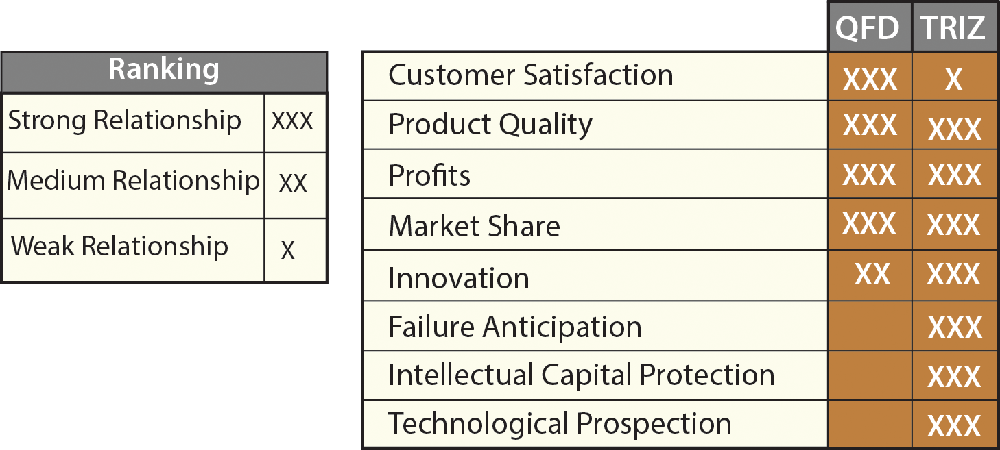 Ranking
Strong Relationship XXX
Medium Relationship XX
Weak Relationship X
QFD TRIZ
Customer Satisfaction XXX X
Product Quality XXX XXX
Profits XXX XXX
Market Share XXX XXX
Innovation XX XXX
Failure Anticipation XXX
Intellectual Capital Protection XXX
Technological Prospection XXX